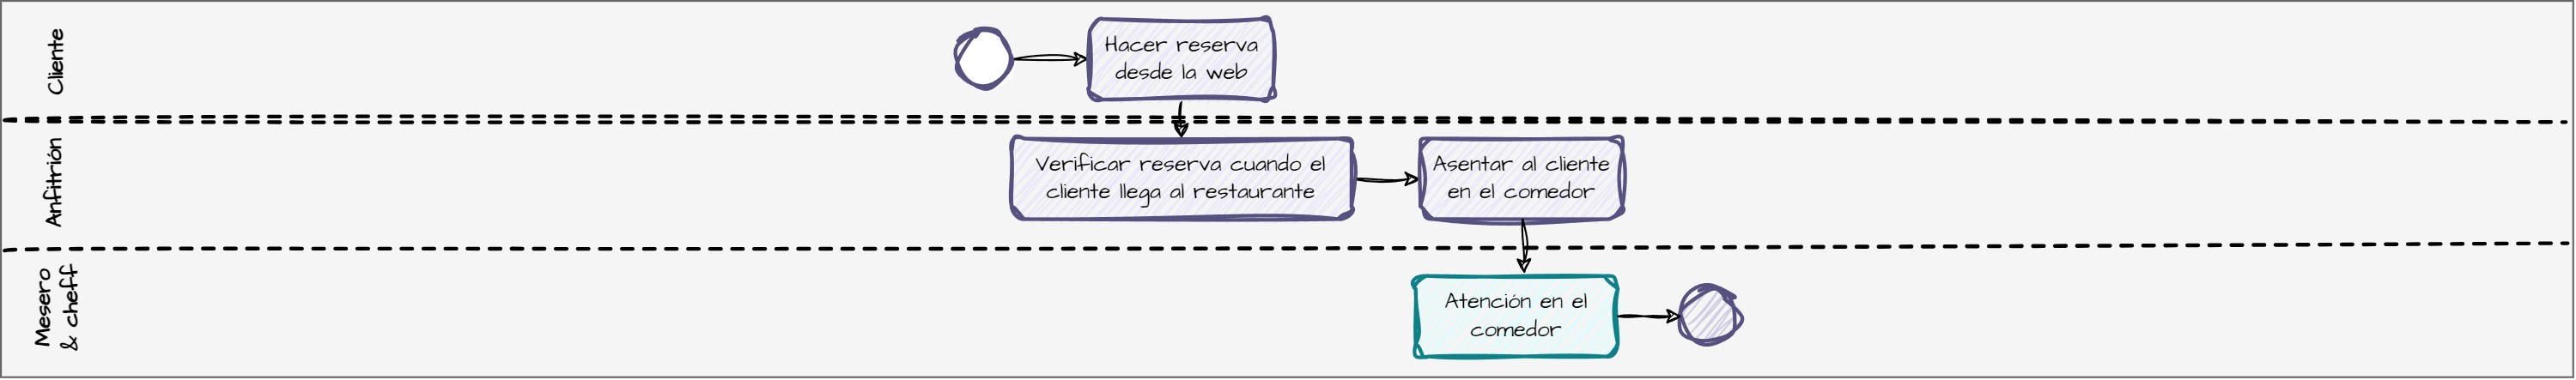 Cliente
Hacer reserva
desde la web
Anfitrión
Verificar reserva cuando el
cliente llega al restaurante
Asentar al cliente
en el comedor
Mesero
& cheff
Atención en el
comedor